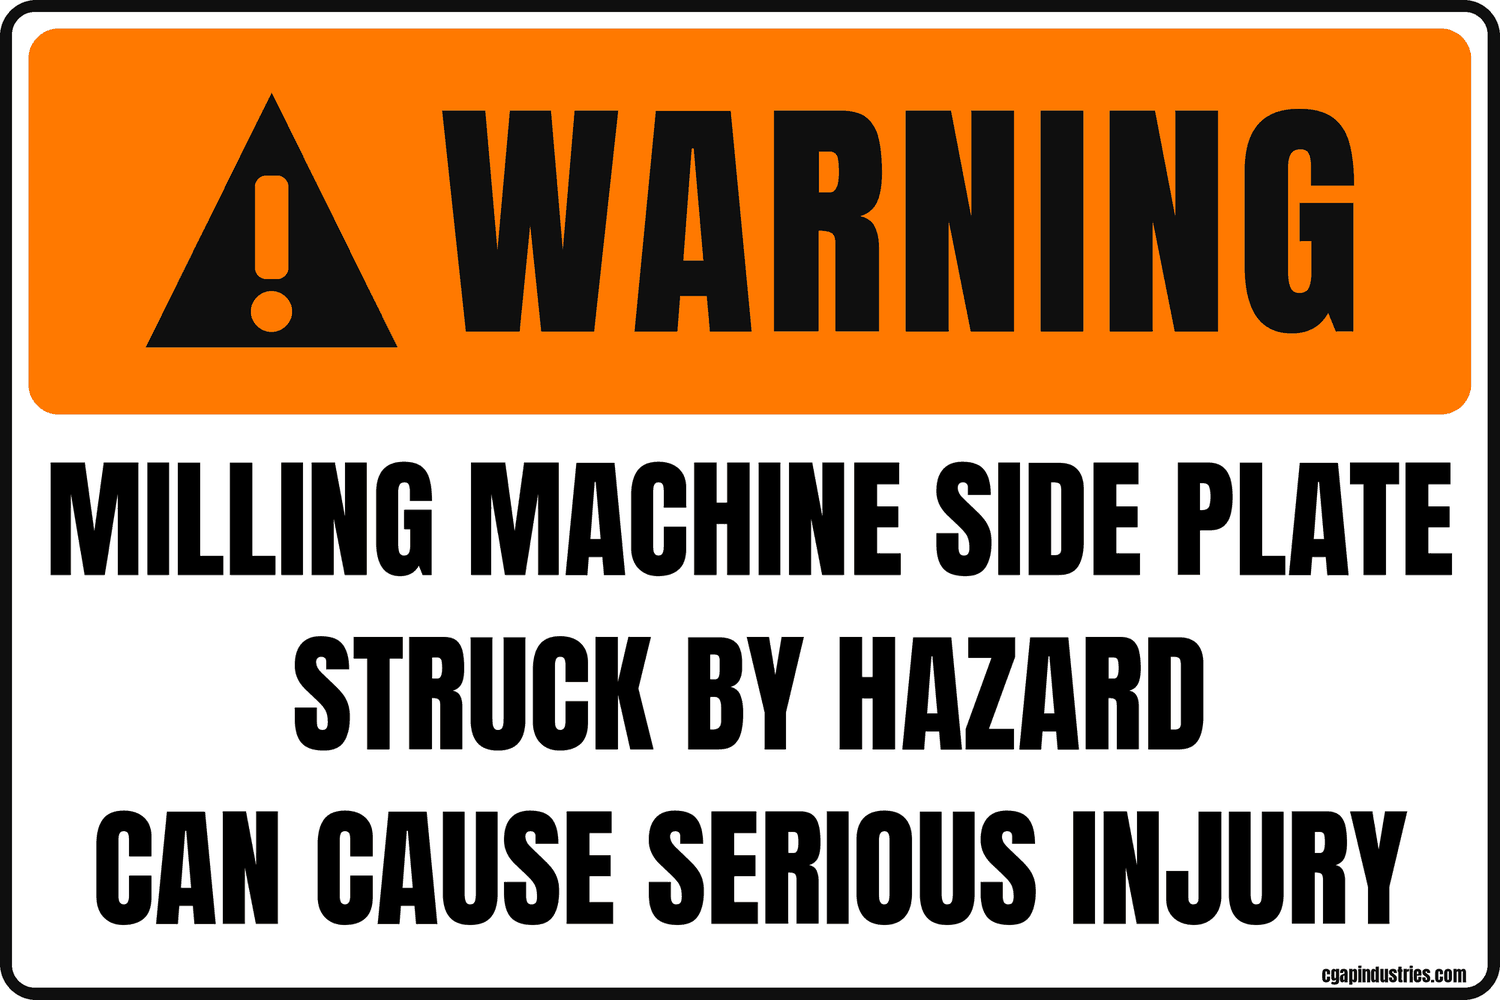 WARNING
MILLING MACHINE SIDE PLATE
STRUCK BY HAZARD
CAN CAUSE SERIOUS INJURY
cgapindustries.com